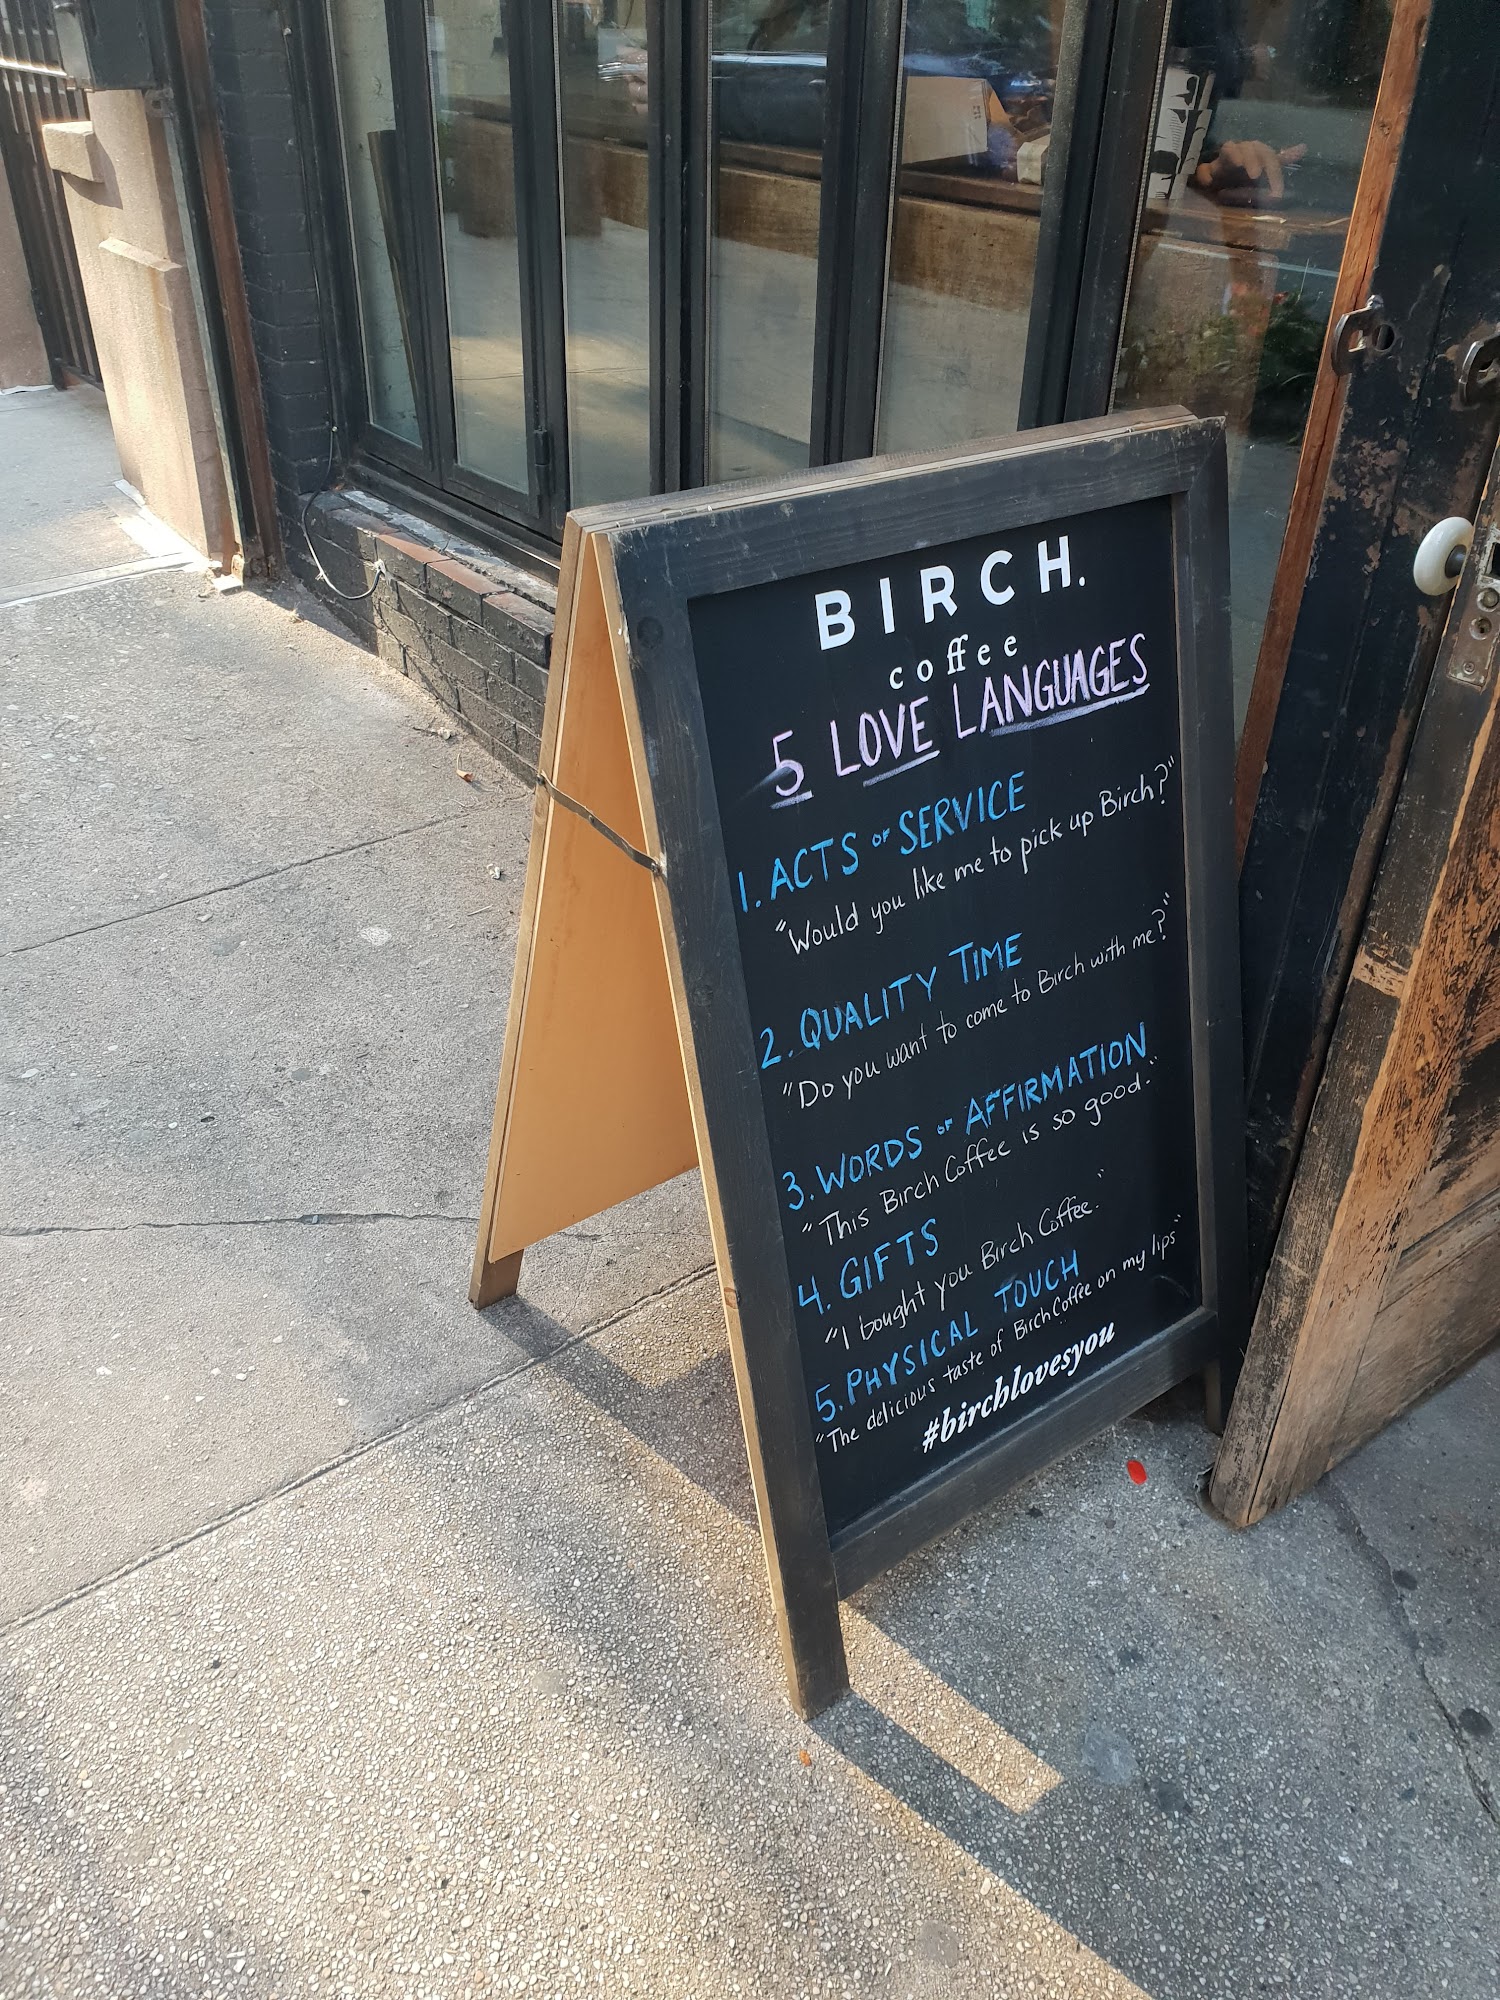 BIRCH.
coffee
5 LOVE LANGUAGES
1. ACTS OF SERVICE
"Would you like me to pick up Birch?"
2. QUALITY TIME
"Do you want to come to Birch with me?"
3. WORDS OF AFFIRMATION
"This Birch Coffee is so good."
4. GIFTS
"I bought you Birch Coffee."
5. PHYSICAL TOUCH
"The delicious taste of Birch Coffee on my lips"
#birchlovesyou